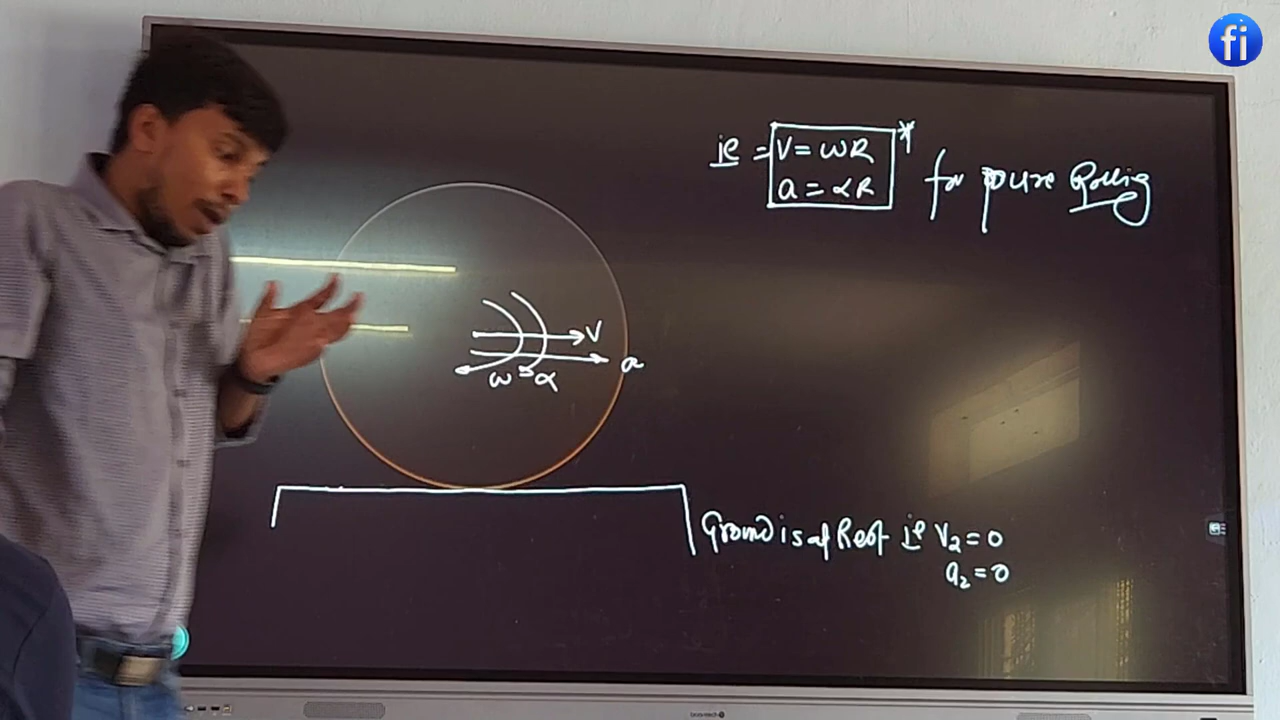 fi
ie = V = ωR *
a = αR
for pure Rolling
V
a
ω α
Ground is at Rest ie V₂ = 0
a₂ = 0